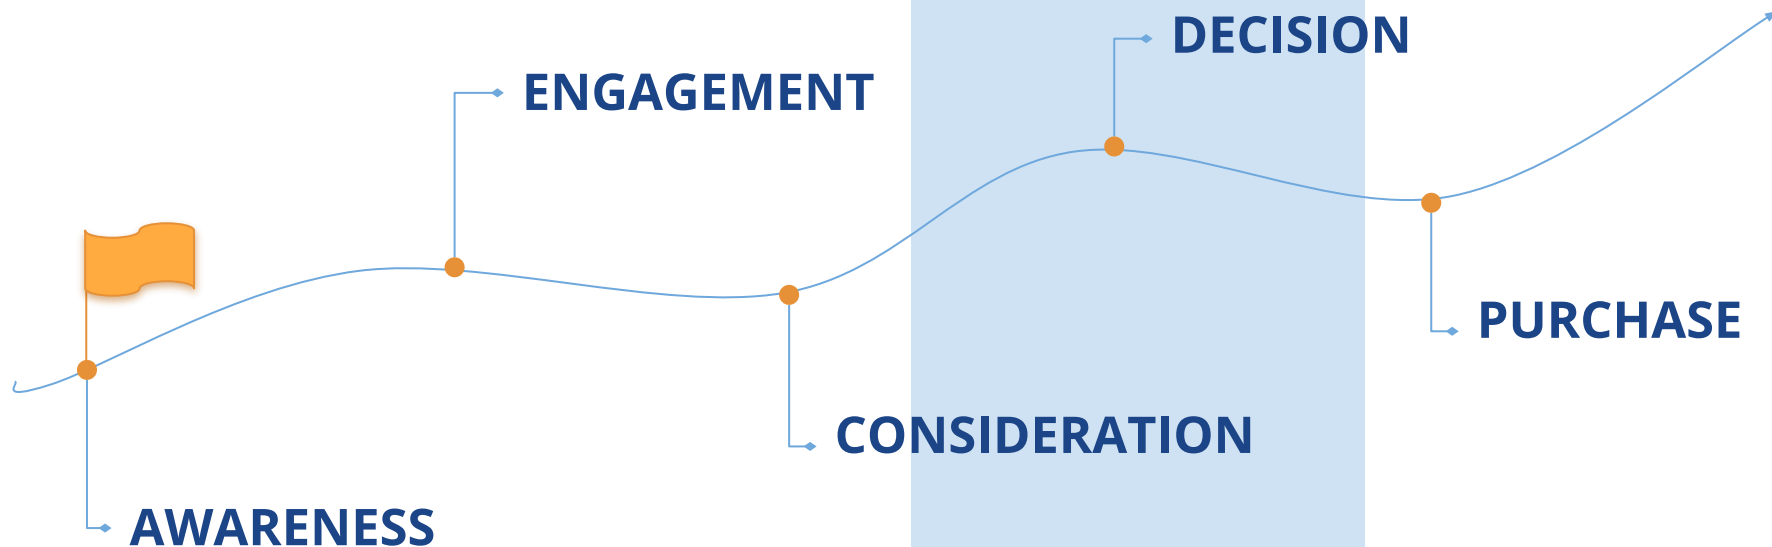 AWARENESS
ENGAGEMENT
CONSIDERATION
DECISION
PURCHASE